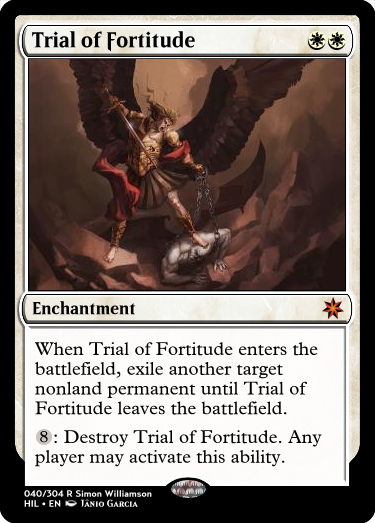 Trial of Fortitude
Enchantment
When Trial of Fortitude enters the
battlefield, exile another target
nonland permanent until Trial of
Fortitude leaves the battlefield.
8: Destroy Trial of Fortitude. Any
player may activate this ability.
040/304 R Simon Williamson
HIL • EN Jānio Garcia